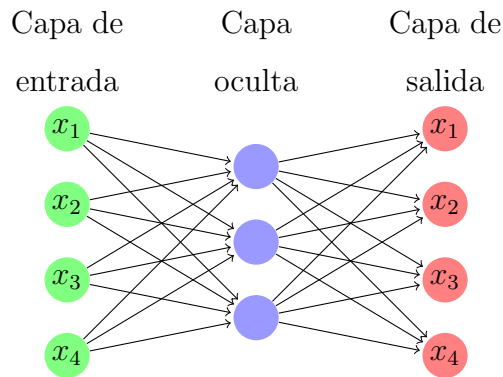 Capa de Capa Capa de
entrada oculta salida
x₁ x₁
x₂ x₂
x₃ x₃
x₄ x₄